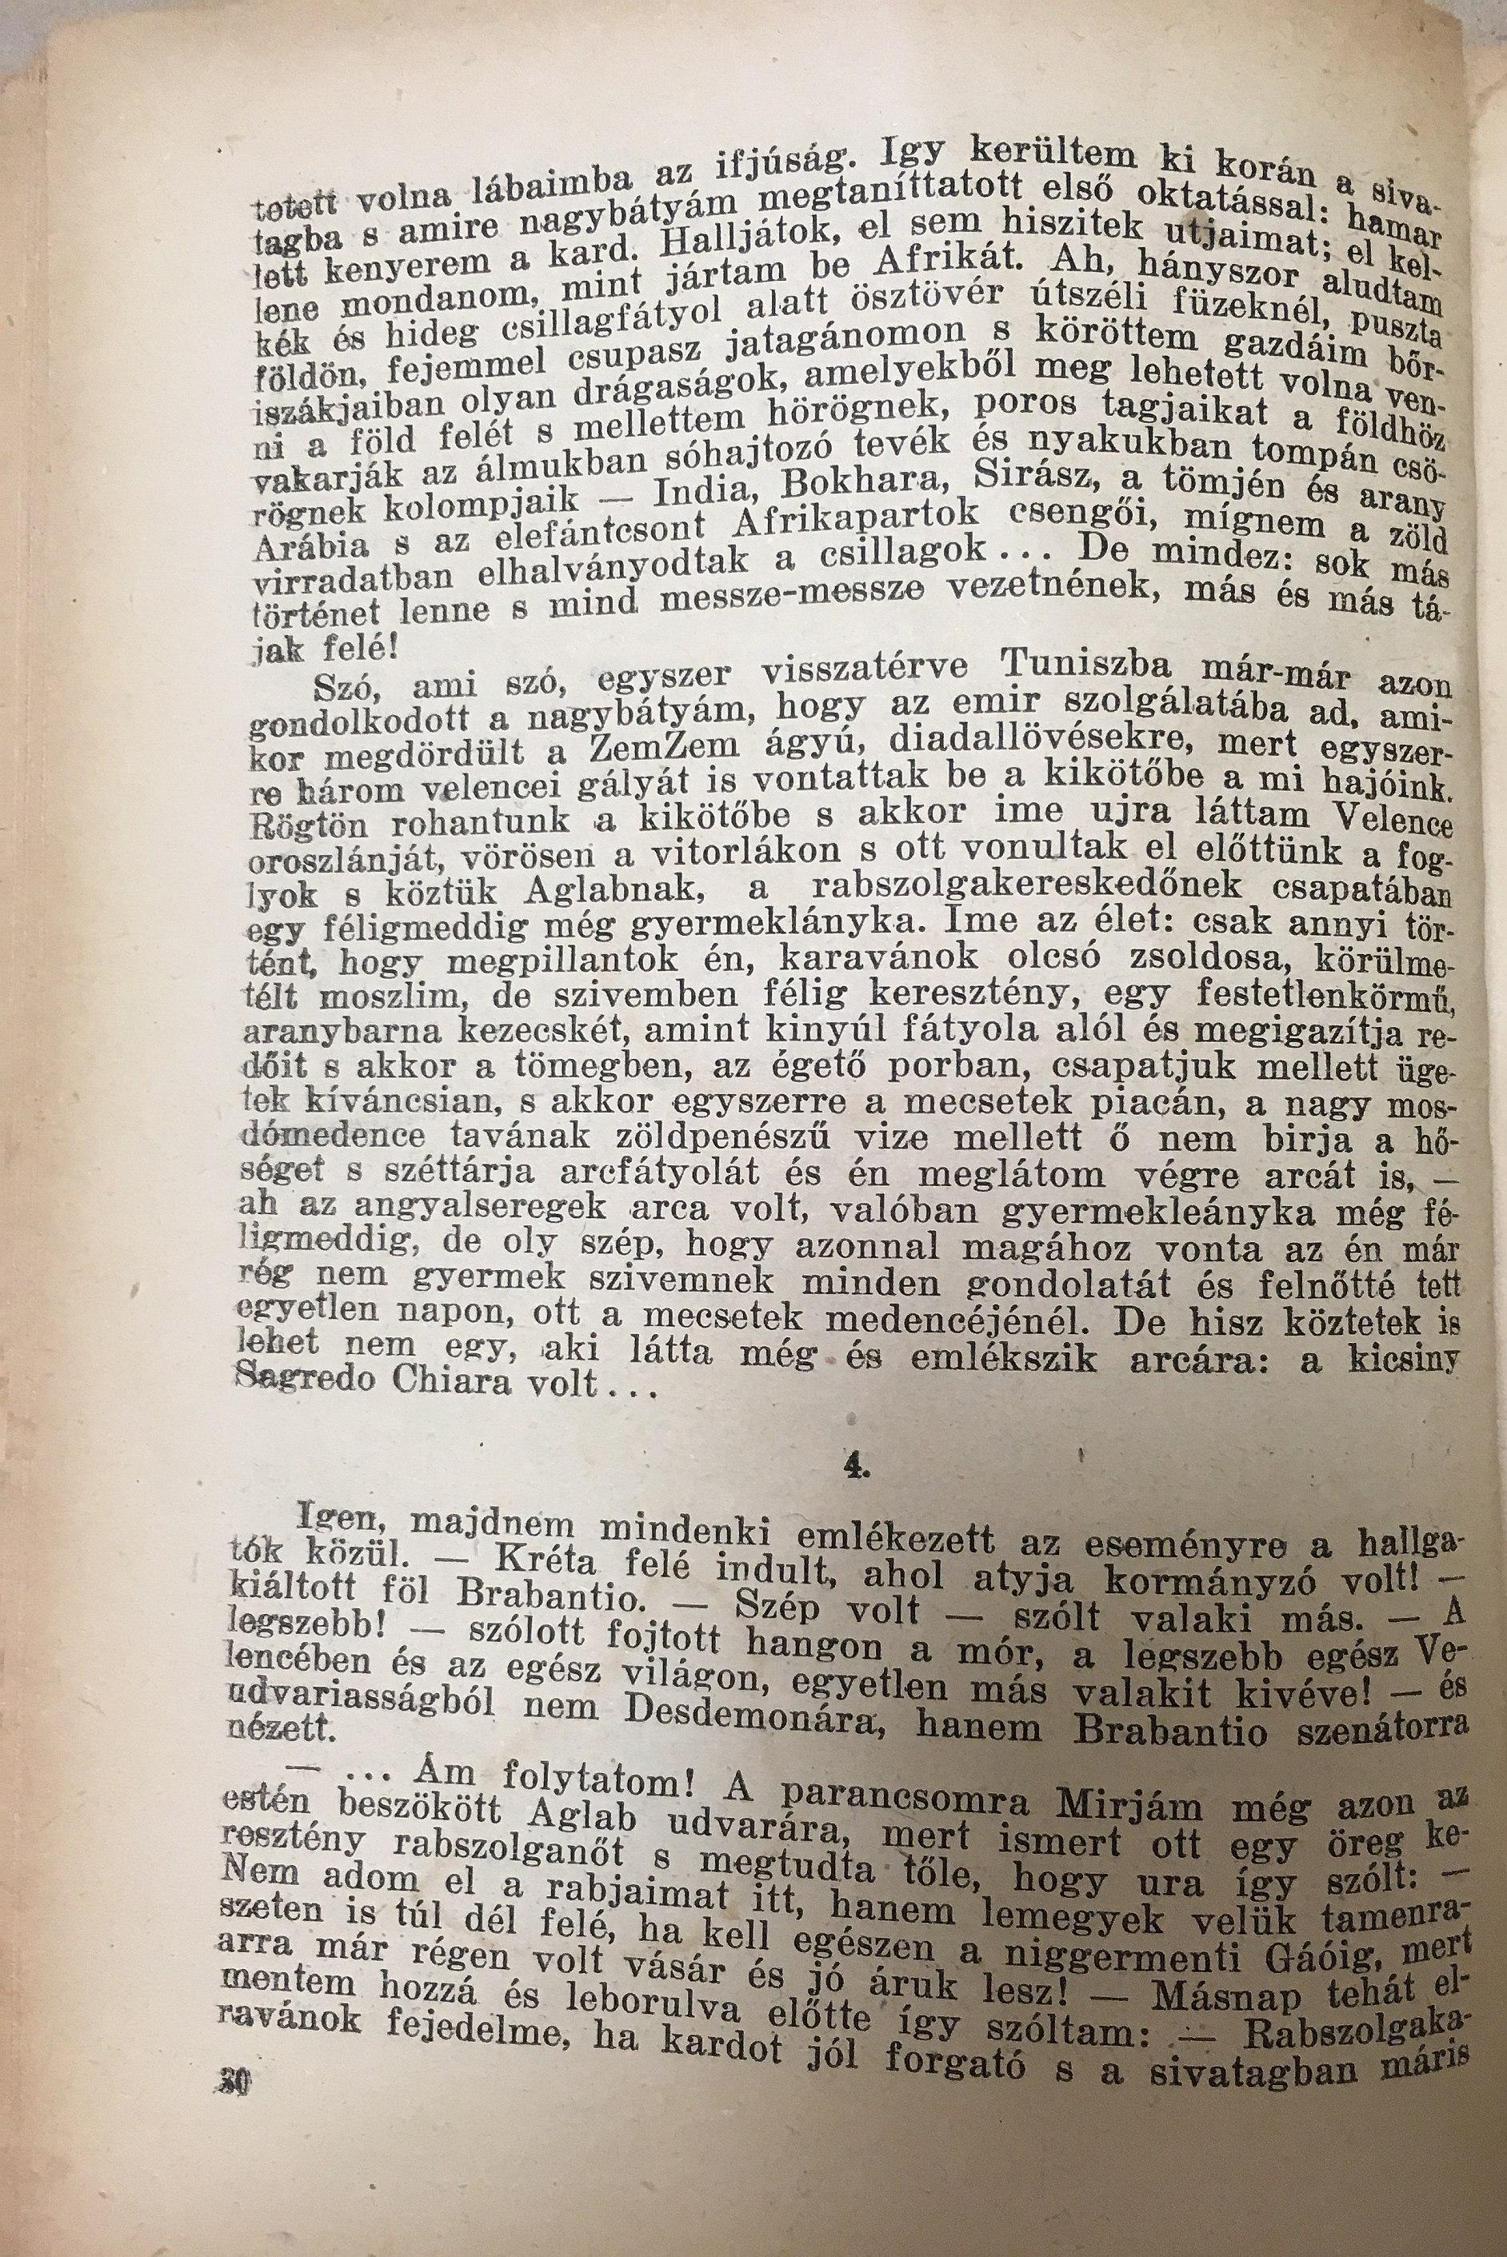 tetett volna lábaimba az ifjúság. Igy kerültem ki korán a siva-
tagba s amire nagybátyám megtaníttatott első oktatással: hamar
lett kenyerem a kard. Halljátok, el sem hiszitek utjaimat; el kel-
lene mondanom, mint jártam be Afrikát. Ah, hányszor aludtam
kék és hideg csillagfátyol alatt ösztövér útszéli füzeknél, puszta
földön, fejemmel csupasz jatagánomon s köröttem gazdáim bőr-
iszákjaiban olyan drágaságok, amelyekből meg lehetett volna ven-
ni a föld felét s mellettem hörögnek, poros tagjaikat a földhöz
vakarják az álmukban sóhajtozó tevék és nyakukban tompán csö-
rögnek kolompjaik — India, Bokhara, Sirász, a tömjén és arany
Arábia s az elefántcsont Afrikapartok csengői, mígnem a zöld
virradatban elhalványodtak a csillagok ... De mindez: sok más
történet lenne s mind messze-messze vezetnének, más és más tá-
jak felé!
Szó, ami szó, egyszer visszatérve Tuniszba már-már azon
gondolkodott a nagybátyám, hogy az emir szolgálatába ad, ami-
kor megdördült a ZemZem ágyú, diadallövésekre, mert egyszer-
re három velencei gályát is vontattak be a kikötőbe a mi hajóink.
Rögtön rohantunk a kikötőbe s akkor ime ujra láttam Velence
oroszlánját, vörösen a vitorlákon s ott vonultak el előttünk a fog-
lyok s köztük Aglabnak, a rabszolgakereskedőnek csapatában
egy féligmeddig még gyermeklányka. Ime az élet: csak annyi tör-
tént, hogy megpillantok én, karavánok olcsó zsoldosa, körülme-
télt moszlim, de szivemben félig keresztény, egy festetlenkörmű,
aranybarna kezecskét, amint kinyúl fátyola alól és megigazítja re-
dőit s akkor a tömegben, az égető porban, csapatjuk mellett üge-
tek kíváncsian, s akkor egyszerre a mecsetek piacán, a nagy mos-
dómedence tavának zöldpenészű vize mellett ő nem birja a hő-
séget s széttárja arcfátyolát és én meglátom végre arcát is, —
ah az angyalseregek arca volt, valóban gyermekleányka még fé-
ligmeddig, de oly szép, hogy azonnal magához vonta az én már
rég nem gyermek szivemnek minden gondolatát és felnőtté tett
egyetlen napon, ott a mecsetek medencéjénél. De hisz köztetek is
lehet nem egy, aki látta még és emlékszik arcára: a kicsiny
Sagredo Chiara volt ...
4.
Igen, majdnem mindenki emlékezett az eseményre a hallga-
tók közül. — Kréta felé indult, ahol atyja kormányzó volt! —
kiáltott föl Brabantio. — Szép volt — szólt valaki más. — A
legszebb! — szólott fojtott hangon a mór, a legszebb egész Ve-
lencében és az egész világon, egyetlen más valakit kivéve! — és
udvariasságból nem Desdemonára, hanem Brabantio szenátorra
nézett.
— ... Ám folytatom! A parancsomra Mirjám még azon az
estén beszökött Aglab udvarára, mert ismert ott egy öreg ke-
resztény rabszolganőt s megtudta tőle, hogy ura így szólt: —
Nem adom el a rabjaimat itt, hanem lemegyek velük tamenra-
szeten is túl dél felé, ha kell egészen a niggermenti Gáóig, mert
arra már régen volt vásár és jó áruk lesz! — Másnap tehát el-
mentem hozzá és leborulva előtte így szóltam: — Rabszolgaka-
ravánok fejedelme, ha kardot jól forgató s a sivatagban máris
30